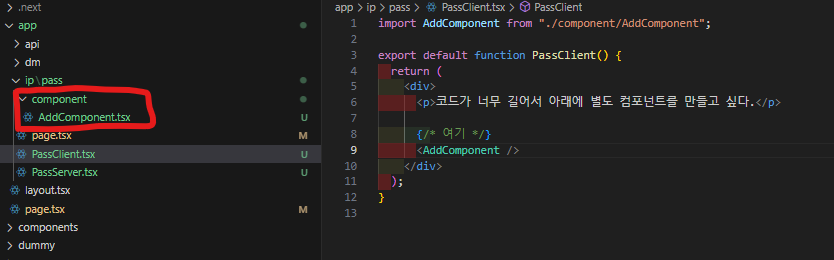 .next
app
api
dm
ip\pass
component
AddComponent.tsx U
page.tsx M
PassClient.tsx U
PassServer.tsx U
layout.tsx
page.tsx M
components
dummy
app > ip > pass > PassClient.tsx > PassClient
1 import AddComponent from "./component/AddComponent";
2
3 export default function PassClient() {
4 return (
5 <div>
6 <p>코드가 너무 길어서 아래에 별도 컴포넌트를 만들고 싶다.</p>
7
8 {/* 여기 */}
9 <AddComponent />
10 </div>
11 );
12 }
13